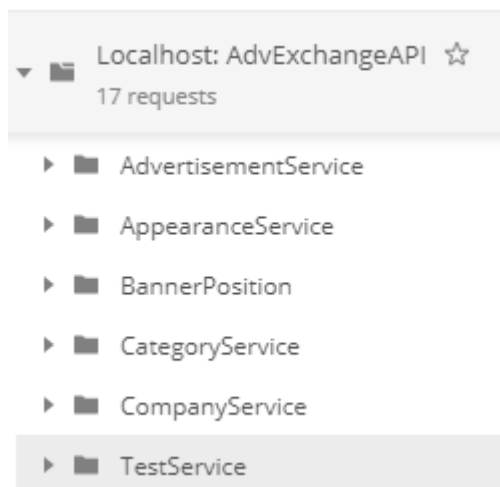 Localhost: AdvExchangeAPI
17 requests
AdvertisementService
AppearanceService
BannerPosition
CategoryService
CompanyService
TestService